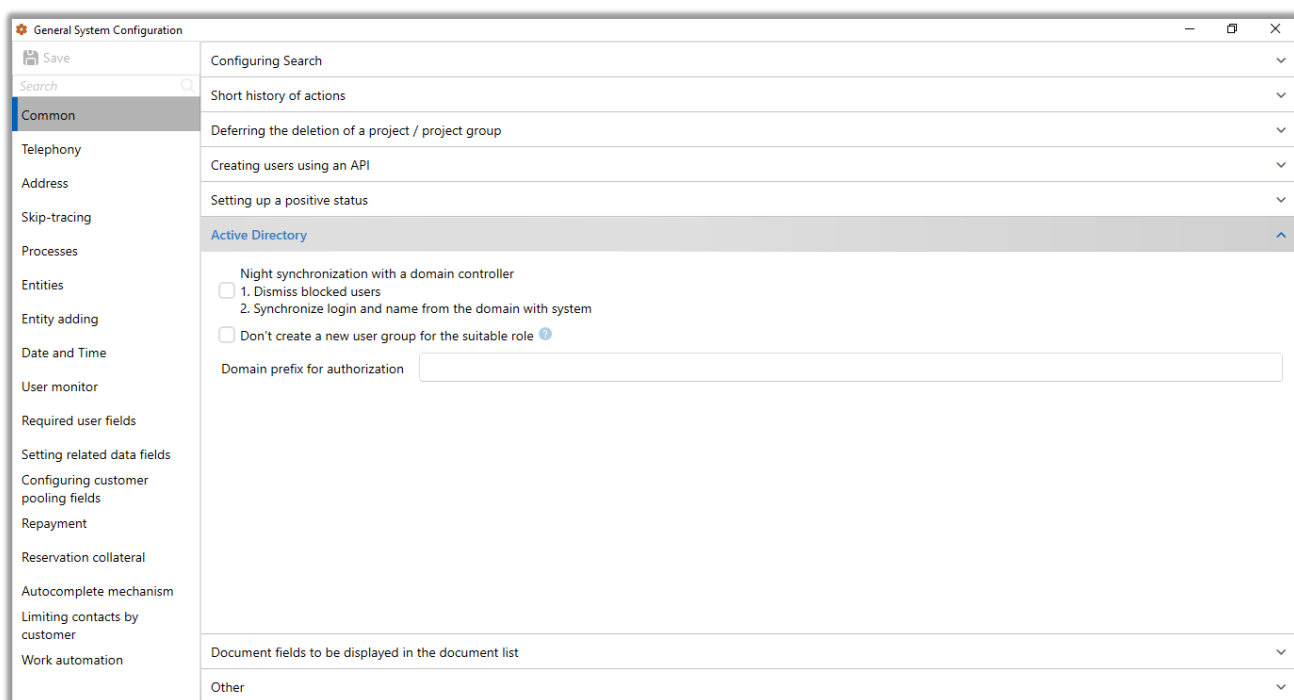 General System Configuration
Save
Search
Common
Telephony
Address
Skip-tracing
Processes
Entities
Entity adding
Date and Time
User monitor
Required user fields
Setting related data fields
Configuring customer
pooling fields
Repayment
Reservation collateral
Autocomplete mechanism
Limiting contacts by
customer
Work automation
Configuring Search
Short history of actions
Deferring the deletion of a project / project group
Creating users using an API
Setting up a positive status
Active Directory
Night synchronization with a domain controller
1. Dismiss blocked users
2. Synchronize login and name from the domain with system
Don't create a new user group for the suitable role ?
Domain prefix for authorization
Document fields to be displayed in the document list
Other